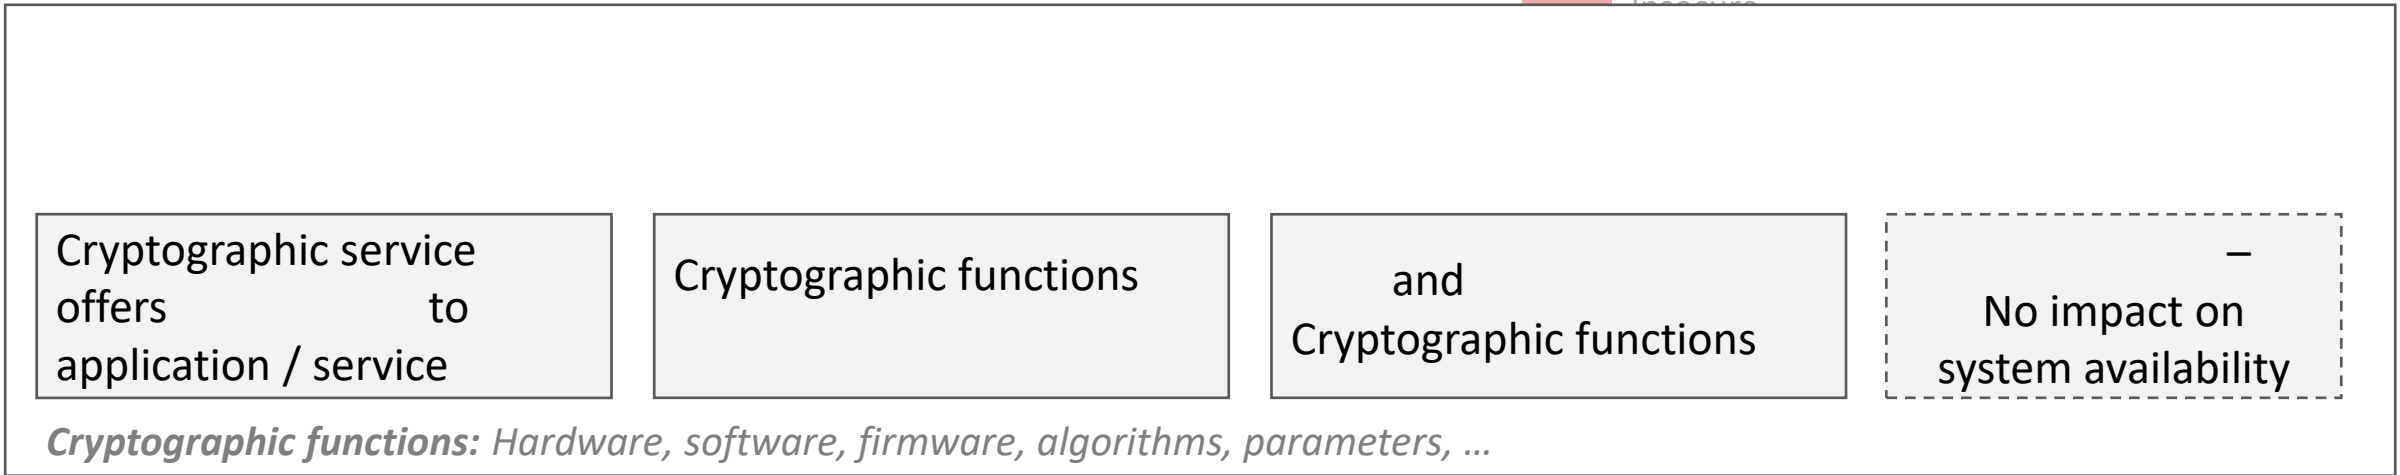 Cryptographic service
offers to
application / service
Cryptographic functions
and
Cryptographic functions
–
No impact on
system availability
Cryptographic functions: Hardware, software, firmware, algorithms, parameters, …